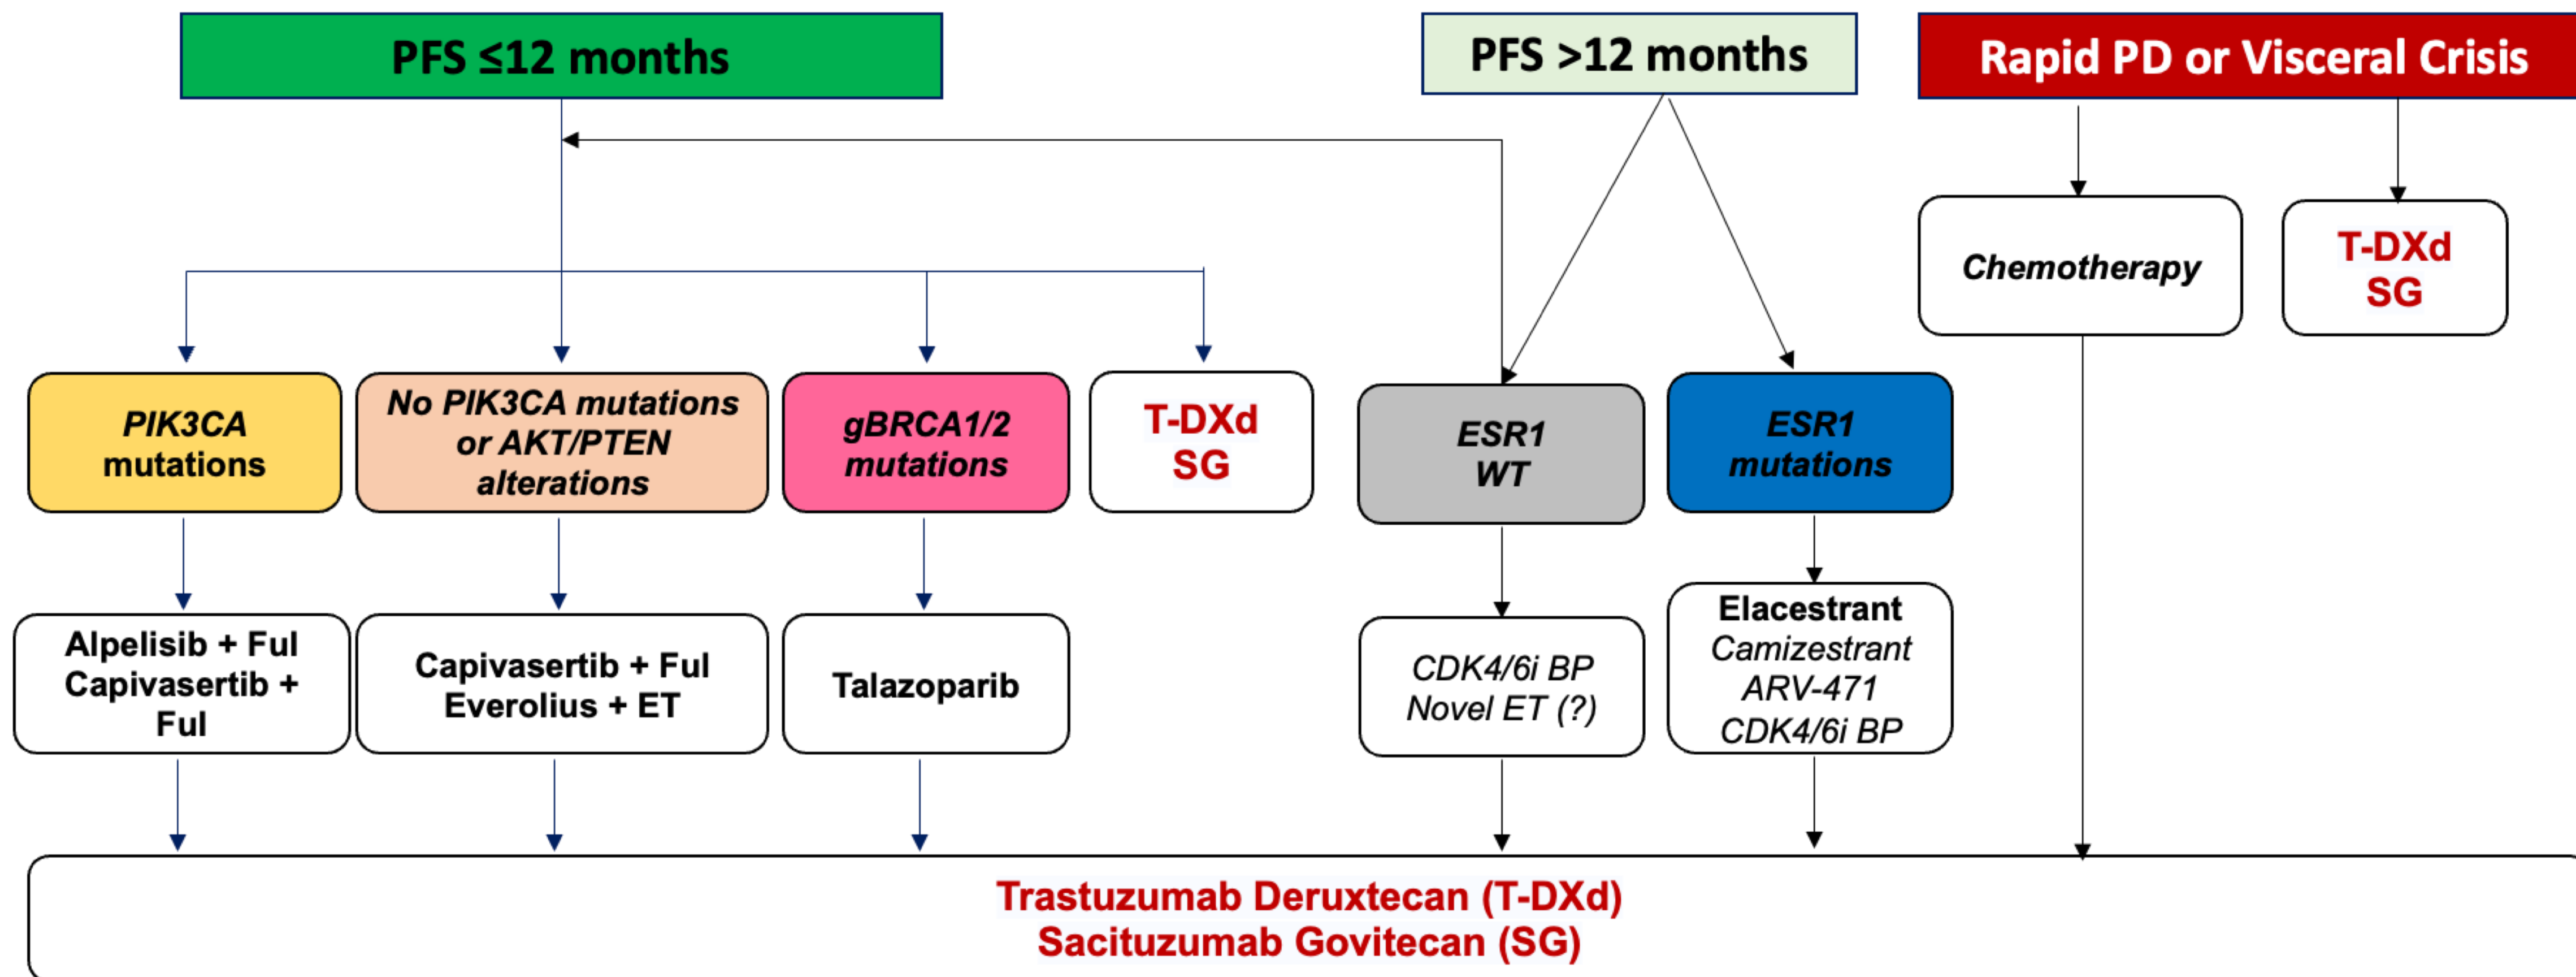 PFS ≤12 months
PFS >12 months
Rapid PD or Visceral Crisis
Chemotherapy
T-DXd
SG
PIK3CA
mutations
No PIK3CA mutations
or AKT/PTEN
alterations
gBRCA1/2
mutations
T-DXd
SG
ESR1
WT
ESR1
mutations
Alpelisib + Ful
Capivasertib +
Ful
Capivasertib + Ful
Everolius + ET
Talazoparib
CDK4/6i BP
Novel ET (?)
Elacestrant
Camizestrant
ARV-471
CDK4/6i BP
Trastuzumab Deruxtecan (T-DXd)
Sacituzumab Govitecan (SG)